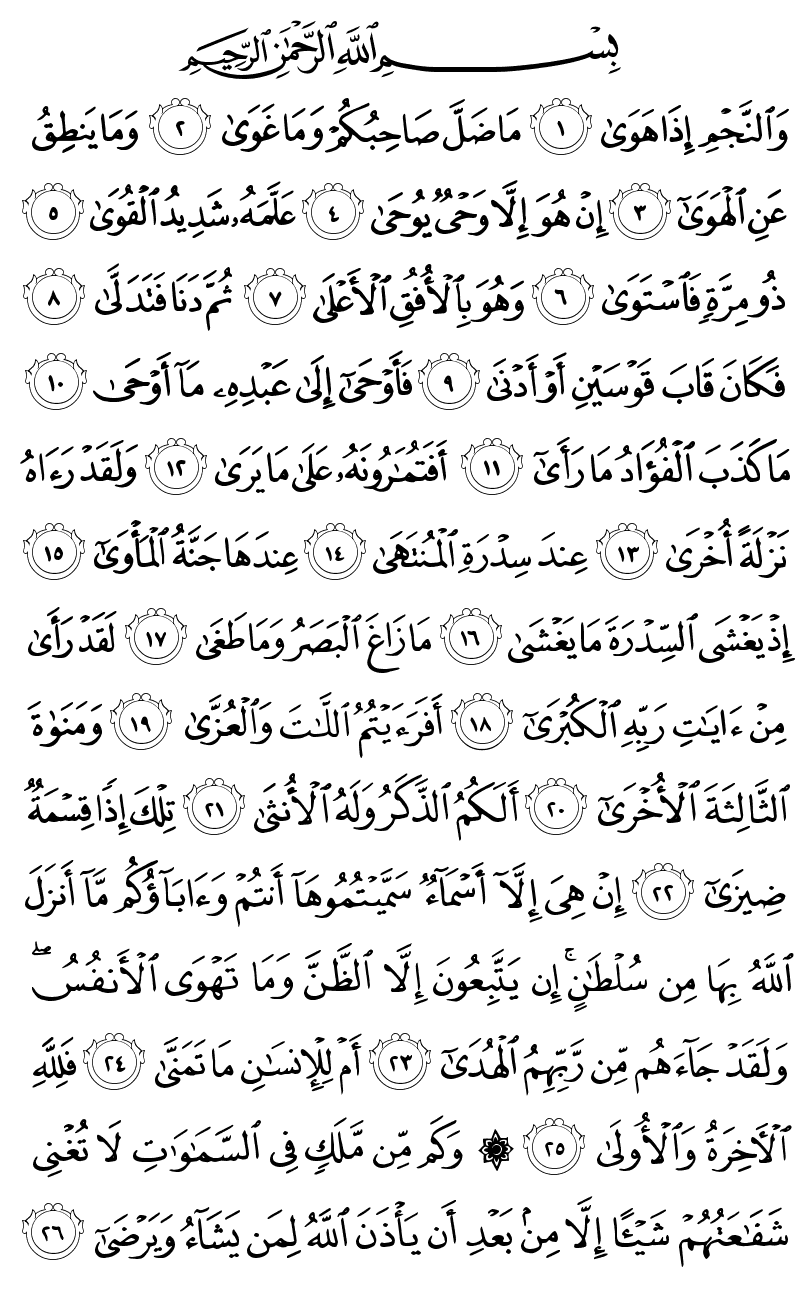 بِسْمِ ٱللَّهِ ٱلرَّحْمَٰنِ ٱلرَّحِيمِ
وَٱلنَّجْمِ إِذَا هَوَىٰ ١ مَا ضَلَّ صَاحِبُكُمْ وَمَا غَوَىٰ ٢ وَمَا يَنطِقُ
عَنِ ٱلْهَوَىٰٓ ٣ إِنْ هُوَ إِلَّا وَحْىٌ يُوحَىٰ ٤ عَلَّمَهُۥ شَدِيدُ ٱلْقُوَىٰ ٥
ذُو مِرَّةٍ فَٱسْتَوَىٰ ٦ وَهُوَ بِٱلْأُفُقِ ٱلْأَعْلَىٰ ٧ ثُمَّ دَنَا فَتَدَلَّىٰ ٨
فَكَانَ قَابَ قَوْسَيْنِ أَوْ أَدْنَىٰ ٩ فَأَوْحَىٰٓ إِلَىٰ عَبْدِهِۦ مَآ أَوْحَىٰ ١٠
مَا كَذَبَ ٱلْفُؤَادُ مَا رَأَىٰٓ ١١ أَفَتُمَٰرُونَهُۥ عَلَىٰ مَا يَرَىٰ ١٢ وَلَقَدْ رَءَاهُ
نَزْلَةً أُخْرَىٰ ١٣ عِندَ سِدْرَةِ ٱلْمُنتَهَىٰ ١٤ عِندَهَا جَنَّةُ ٱلْمَأْوَىٰٓ ١٥
إِذْ يَغْشَى ٱلسِّدْرَةَ مَا يَغْشَىٰ ١٦ مَا زَاغَ ٱلْبَصَرُ وَمَا طَغَىٰ ١٧ لَقَدْ رَأَىٰ
مِنْ ءَايَٰتِ رَبِّهِ ٱلْكُبْرَىٰٓ ١٨ أَفَرَءَيْتُمُ ٱللَّٰتَ وَٱلْعُزَّىٰ ١٩ وَمَنَوٰةَ
ٱلثَّالِثَةَ ٱلْأُخْرَىٰٓ ٢٠ أَلَكُمُ ٱلذَّكَرُ وَلَهُ ٱلْأُنثَىٰ ٢١ تِلْكَ إِذًا قِسْمَةٌ
ضِيزَىٰٓ ٢٢ إِنْ هِىَ إِلَّآ أَسْمَآءٌ سَمَّيْتُمُوهَآ أَنتُمْ وَءَابَآؤُكُم مَّآ أَنزَلَ
ٱللَّهُ بِهَا مِن سُلْطَٰنٍ ۚ إِن يَتَّبِعُونَ إِلَّا ٱلظَّنَّ وَمَا تَهْوَى ٱلْأَنفُسُ ۖ
وَلَقَدْ جَآءَهُم مِّن رَّبِّهِمُ ٱلْهُدَىٰٓ ٢٣ أَمْ لِلْإِنسَٰنِ مَا تَمَنَّىٰ ٢٤ فَلِلَّهِ
ٱلْـَٔاخِرَةُ وَٱلْأُولَىٰ ٢٥ ۞ وَكَم مِّن مَّلَكٍ فِى ٱلسَّمَٰوَٰتِ لَا تُغْنِى
شَفَٰعَتُهُمْ شَيْـًٔا إِلَّا مِنۢ بَعْدِ أَن يَأْذَنَ ٱللَّهُ لِمَن يَشَآءُ وَيَرْضَىٰٓ ٢٦